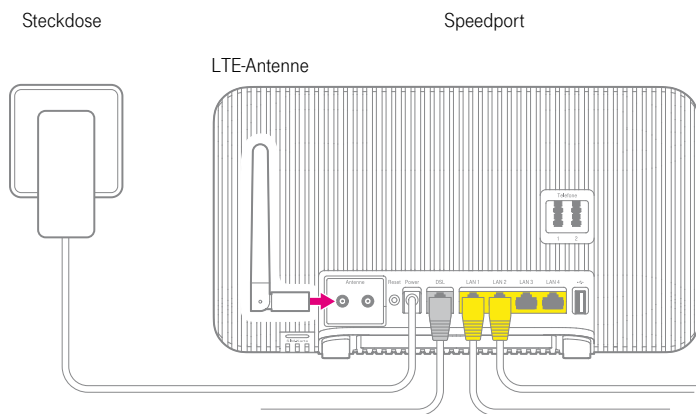 Steckdose
Speedport
LTE-Antenne
Telefone
1 2
Antenne Reset Power DSL LAN 1 LAN 2 LAN 3 LAN 4